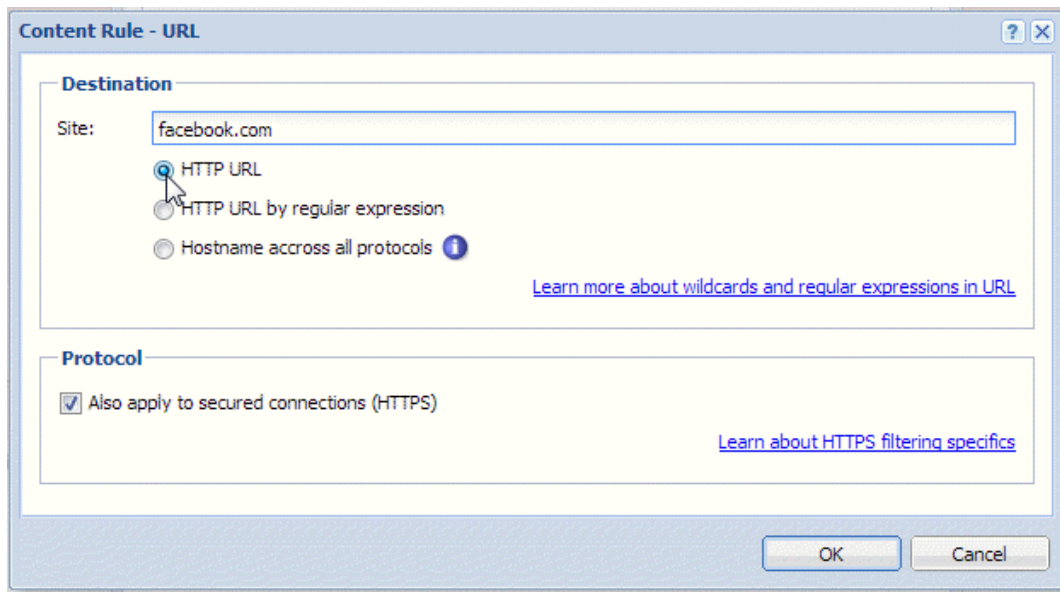 Content Rule - URL
?
X
Destination
Site: facebook.com
HTTP URL
HTTP URL by regular expression
Hostname accross all protocols i
Learn more about wildcards and regular expressions in URL
Protocol
Also apply to secured connections (HTTPS)
Learn about HTTPS filtering specifics
OK Cancel